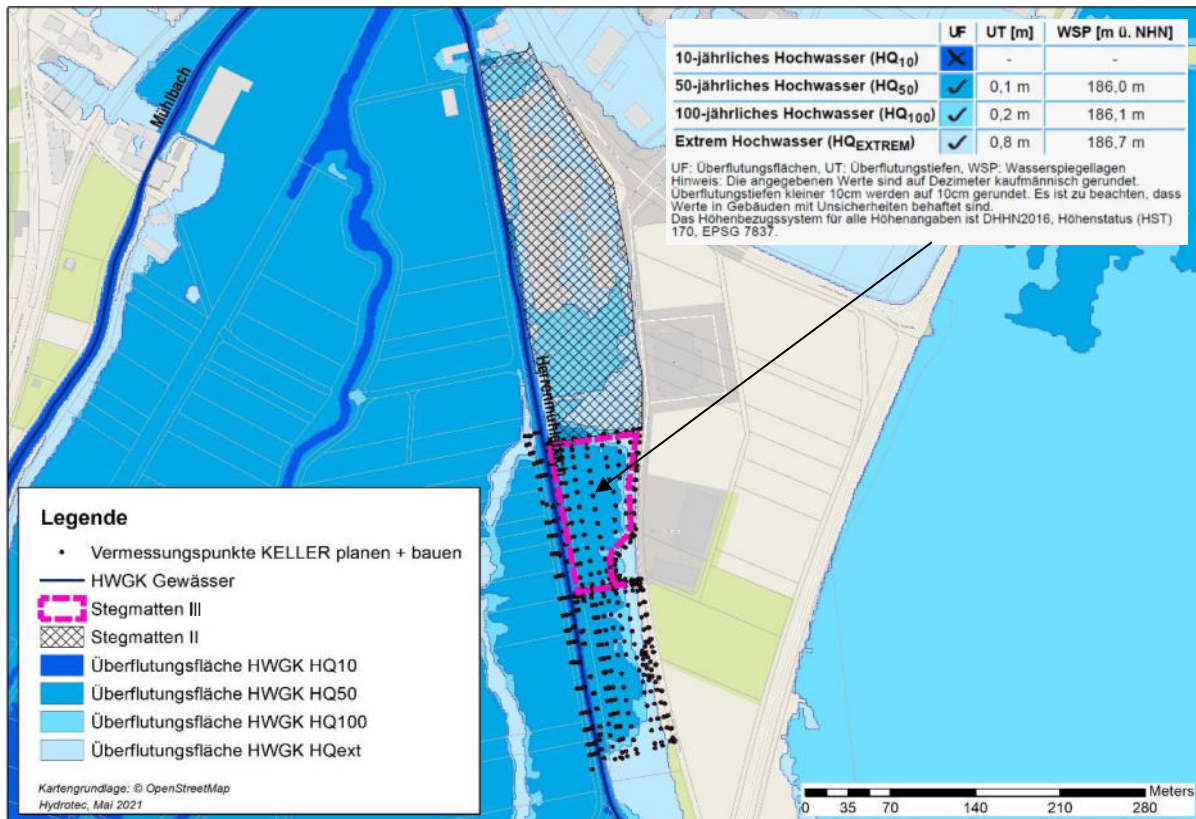 UF UT [m] WSP [m ü. NHN]
10-jährliches Hochwasser (HQ10) - -
50-jährliches Hochwasser (HQ50) 0,1 m 186,0 m
100-jährliches Hochwasser (HQ100) 0,2 m 186,1 m
Extrem Hochwasser (HQEXTREM) 0,8 m 186,7 m
UF: Überflutungsflächen, UT: Überflutungstiefen, WSP: Wasserspiegellagen
Hinweis: Die angegebenen Werte sind auf Dezimeter kaufmännisch gerundet.
Überflutungstiefen kleiner 10cm werden auf 10cm gerundet. Es ist zu beachten, dass
Werte in Gebäuden mit Unsicherheiten behaftet sind.
Das Höhenbezugssystem für alle Höhenangaben ist DHHN2016, Höhenstatus (HST)
170, EPSG 7837.
Mühlbach
Herrenmühlebach
Legende
Vermessungspunkte KELLER planen + bauen
HWGK Gewässer
Stegmatten III
Stegmatten II
Überflutungsfläche HWGK HQ10
Überflutungsfläche HWGK HQ50
Überflutungsfläche HWGK HQ100
Überflutungsfläche HWGK HQext
Kartengrundlage: © OpenStreetMap
Hydrotec, Mai 2021
Meters
0 35 70 140 210 280